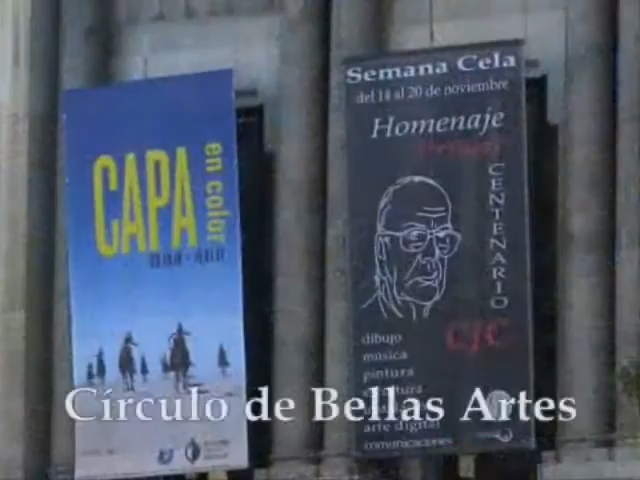 CAPA
en color
Semana Cela
del 14 al 20 de noviembre
Homenaje
Primer
CENTENARIO
CJC
dibujo
música
pintura
arte digital
comunicaciones
Círculo de Bellas Artes